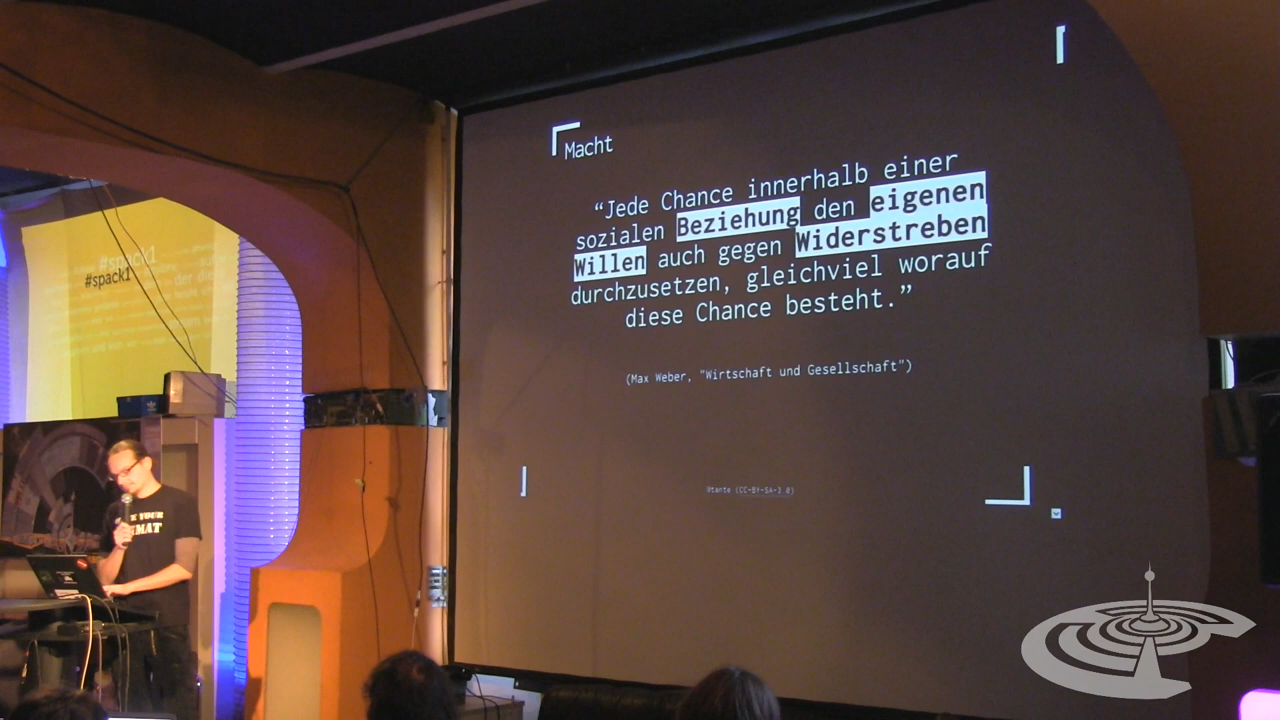 Macht
“Jede Chance innerhalb einer
sozialen Beziehung den eigenen
Willen auch gegen Widerstreben
durchzusetzen, gleichviel worauf
diese Chance besteht.”
(Max Weber, "Wirtschaft und Gesellschaft")
@tante (CC-BY-SA-3.0)
#spack1
#spack1
YOUR